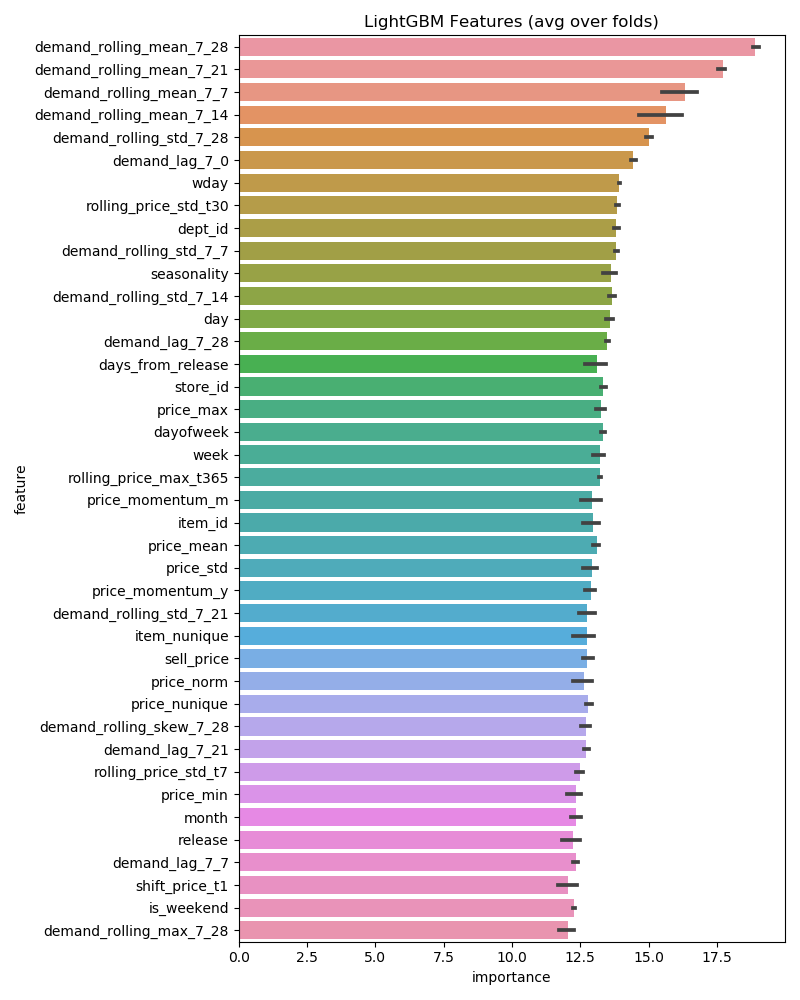 LightGBM Features (avg over folds)
demand_rolling_mean_7_28
demand_rolling_mean_7_21
demand_rolling_mean_7_7
demand_rolling_mean_7_14
demand_rolling_std_7_28
demand_lag_7_0
wday
rolling_price_std_t30
dept_id
demand_rolling_std_7_7
seasonality
demand_rolling_std_7_14
day
demand_lag_7_28
days_from_release
store_id
price_max
dayofweek
week
rolling_price_max_t365
price_momentum_m
item_id
price_mean
price_std
price_momentum_y
demand_rolling_std_7_21
item_nunique
sell_price
price_norm
price_nunique
demand_rolling_skew_7_28
demand_lag_7_21
rolling_price_std_t7
price_min
month
release
demand_lag_7_7
shift_price_t1
is_weekend
demand_rolling_max_7_28
feature
0.0 2.5 5.0 7.5 10.0 12.5 15.0 17.5
importance